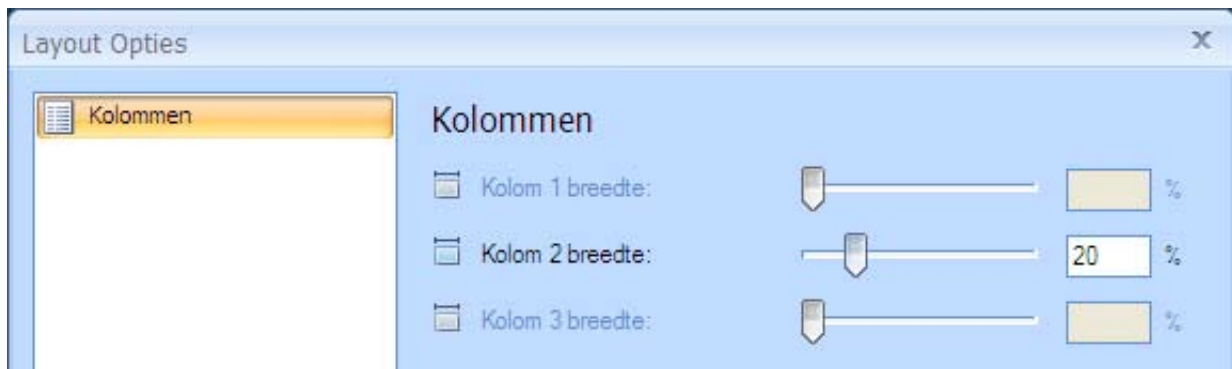 Layout Opties
Kolommen
Kolommen
Kolom 1 breedte: %
Kolom 2 breedte: 20 %
Kolom 3 breedte: %